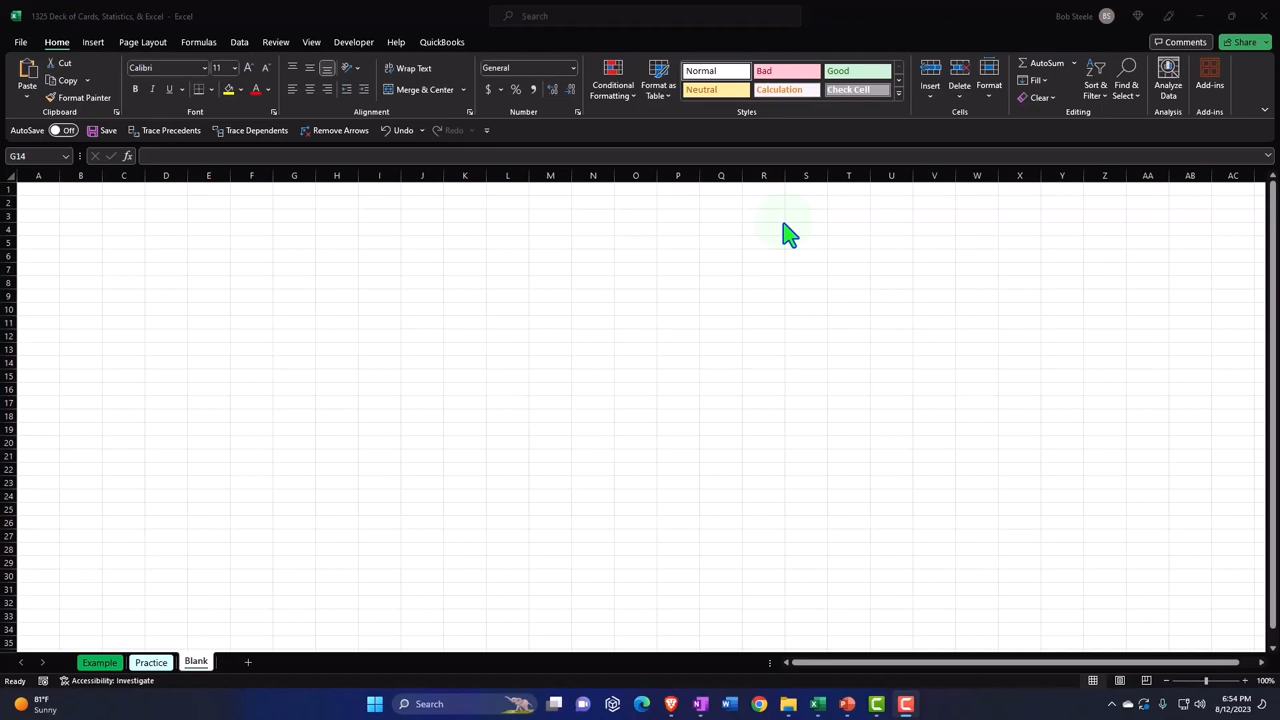 1325 Deck of Cards, Statistics, & Excel - Excel
Search
Bob Steele
BS
File Home Insert Page Layout Formulas Data Review View Developer Help QuickBooks
Comments
Share
Paste
Cut
Copy
Format Painter
Clipboard
Calibri
11
B I U
Font
Wrap Text
Merge & Center
Alignment
General
$ %
Number
Conditional Formatting
Format as Table
Normal Bad Good
Neutral Calculation Check Cell
Styles
Insert Delete Format
Cells
AutoSum
Fill
Clear
Sort & Filter
Find & Select
Editing
Analyze Data
Analysis
Add-ins
Add-ins
AutoSave Off Save Trace Precedents Trace Dependents Remove Arrows Undo Redo
G14
fx
A B C D E F G H I J K L M N O P Q R S T U V W X Y Z AA AB AC
1
2
3
4
5
6
7
8
9
10
11
12
13
14
15
16
17
18
19
20
21
22
23
24
25
26
27
28
29
30
31
32
33
34
35
Example Practice Blank
Ready Accessibility: Investigate
100%
81°F
Sunny
Search
6:54 PM
8/12/2023